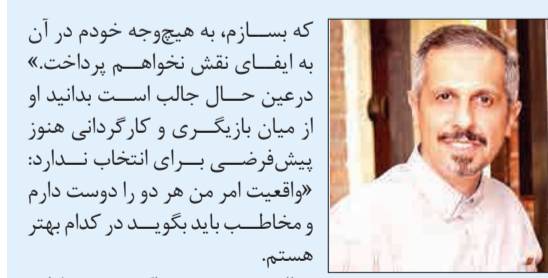 که بسازم، به هیچ‌وجه خودم در آن
به ایفای نقش نخواهم پرداخت.»
درعین حال جالب است بدانید او
از میان بازیگری و کارگردانی هنوز
پیش‌فرضی برای انتخاب ندارد:
«واقعیت امر من هر دو را دوست دارم
و مخاطب باید بگوید در کدام بهتر
هستم.